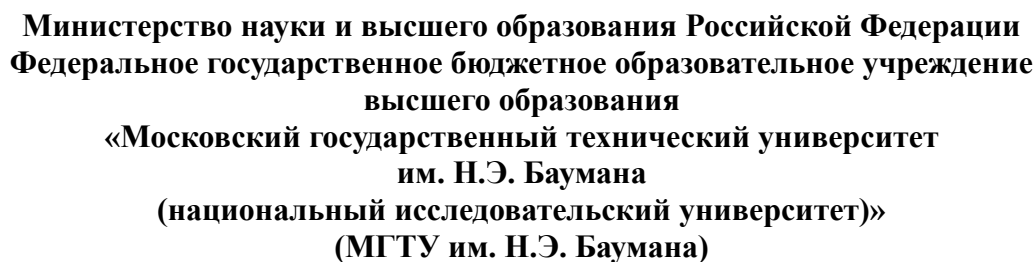 Министерство науки и высшего образования Российской Федерации
Федеральное государственное бюджетное образовательное учреждение
высшего образования
«Московский государственный технический университет
им. Н.Э. Баумана
(национальный исследовательский университет)»
(МГТУ им. Н.Э. Баумана)